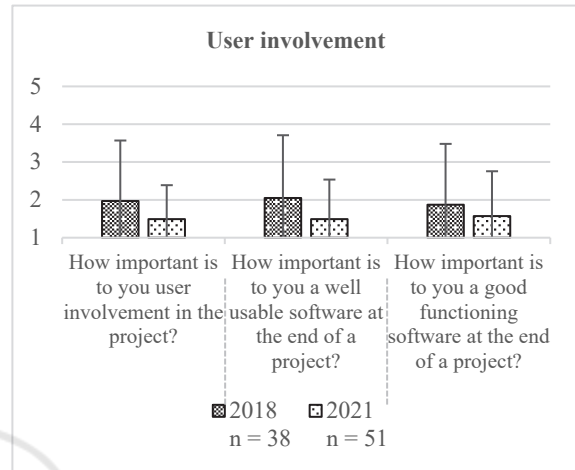 User involvement
5
4
3
2
1
How important is to you user involvement in the project?
How important is to you a well usable software at the end of a project?
How important is to you a good functioning software at the end of a project?
2018 2021
n = 38 n = 51